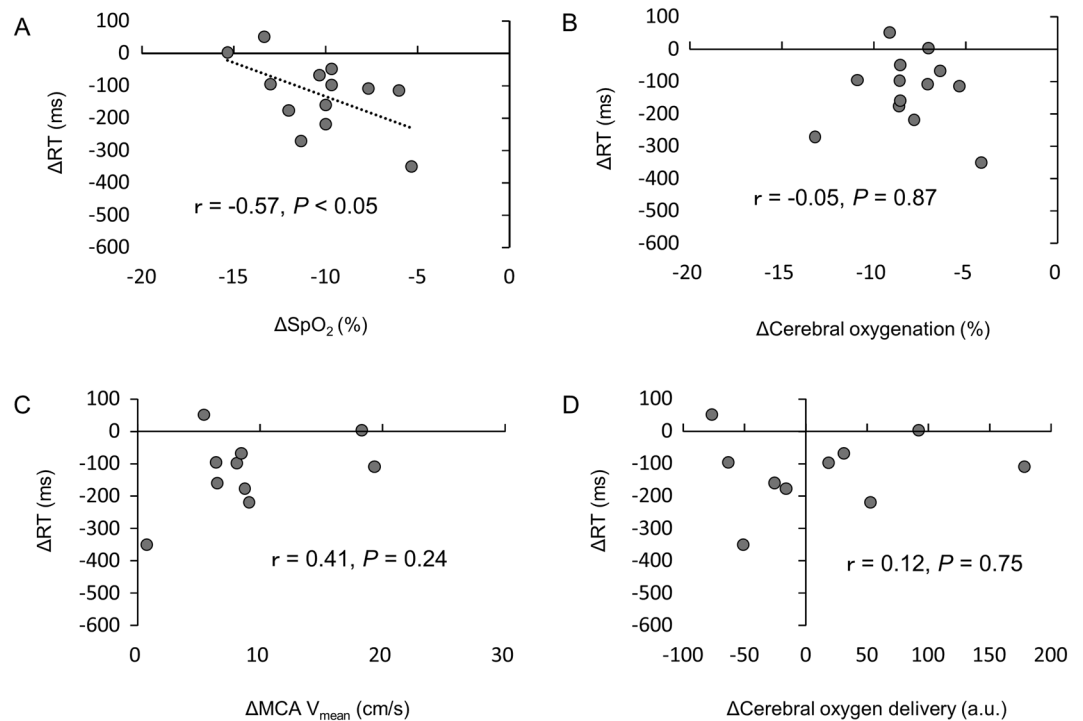 A
100
0
-100
-200
-300
-400
-500
-600
ΔRT (ms)
r = -0.57, P < 0.05
-20 -15 -10 -5 0
ΔSpO₂ (%)
B
100
0
-100
-200
-300
-400
-500
-600
ΔRT (ms)
r = -0.05, P = 0.87
-20 -15 -10 -5 0
ΔCerebral oxygenation (%)
C
100
0
-100
-200
-300
-400
-500
-600
ΔRT (ms)
r = 0.41, P = 0.24
0 10 20 30
ΔMCA Vmean (cm/s)
D
100
0
-100
-200
-300
-400
-500
-600
ΔRT (ms)
r = 0.12, P = 0.75
-100 -50 0 50 100 150 200
ΔCerebral oxygen delivery (a.u.)